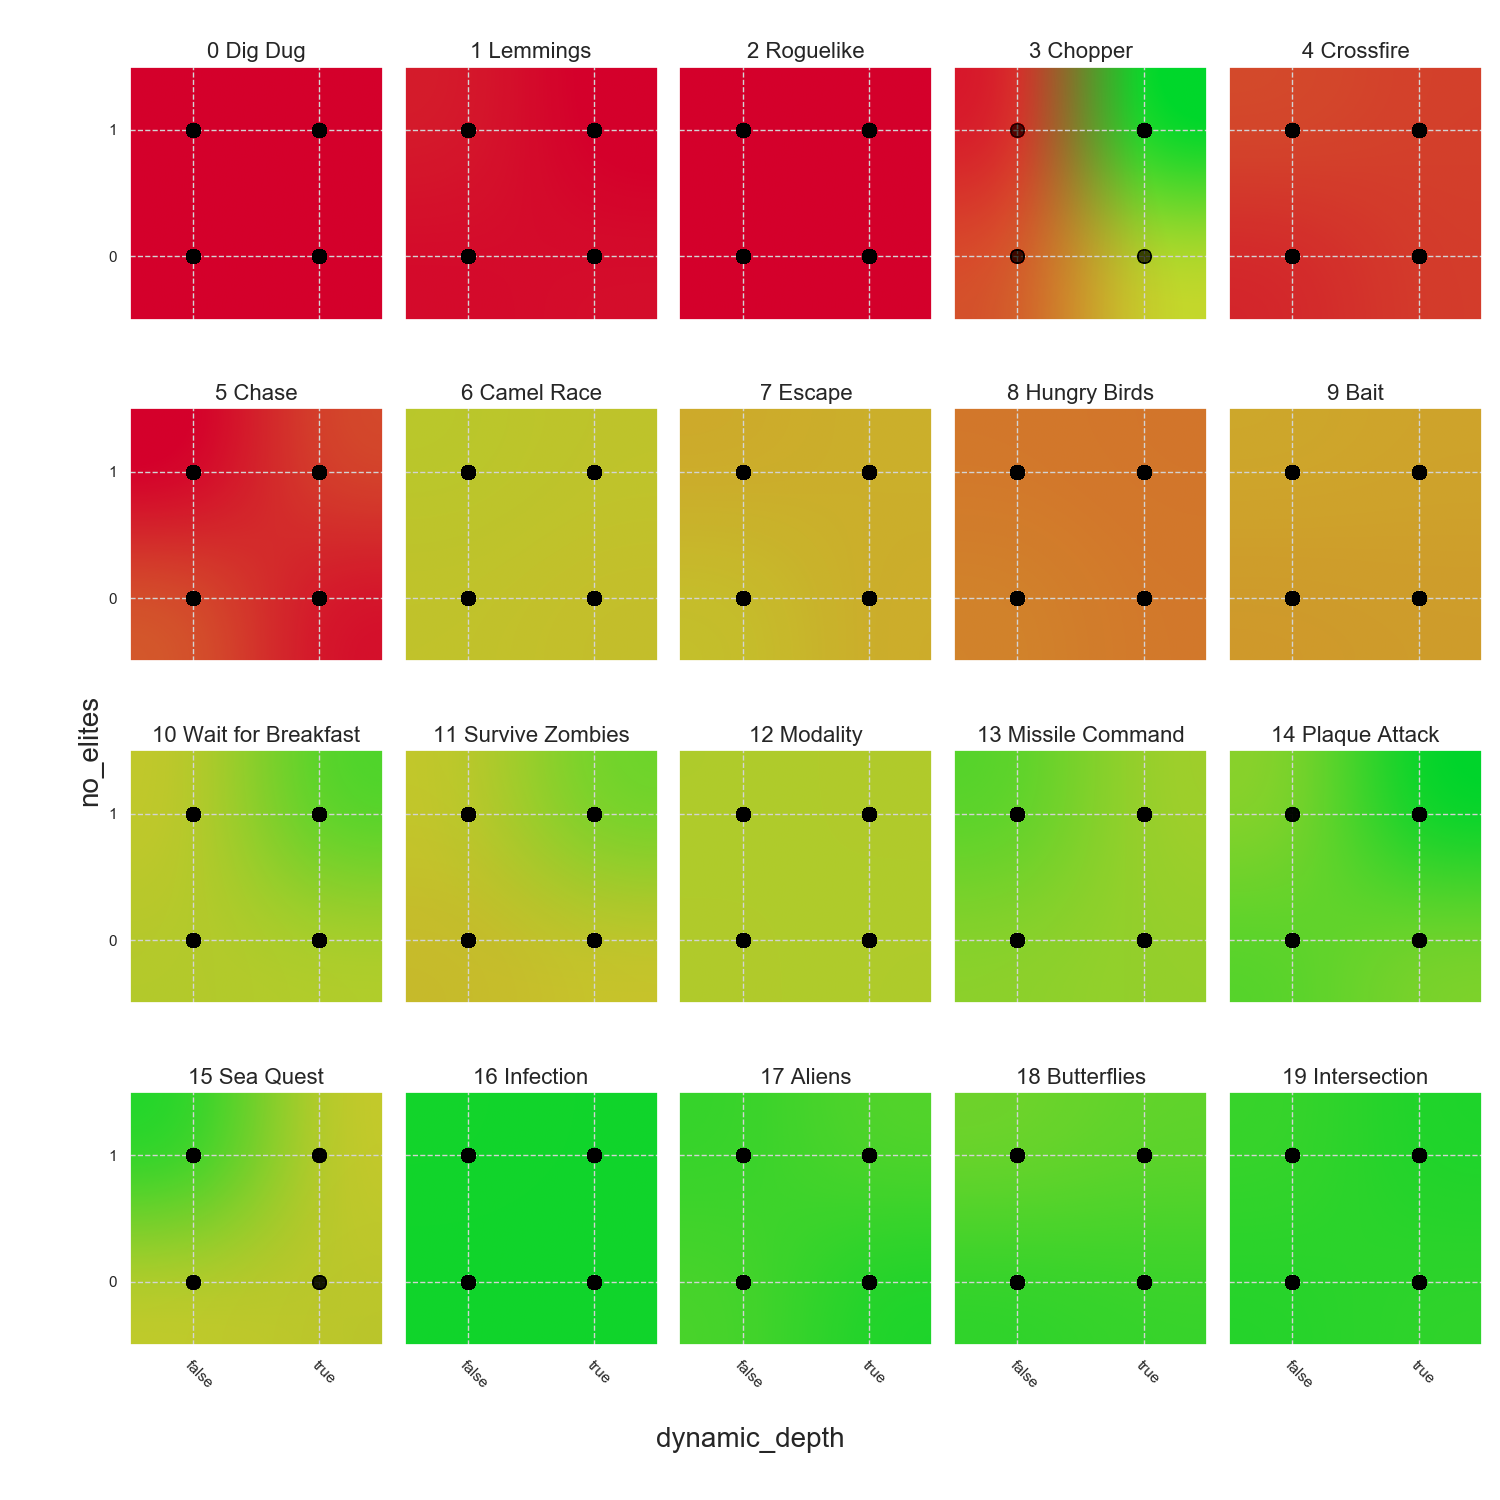 0 Dig Dug
1 Lemmings
2 Roguelike
3 Chopper
4 Crossfire
1
0
5 Chase
6 Camel Race
7 Escape
8 Hungry Birds
9 Bait
1
0
no_elites
10 Wait for Breakfast
11 Survive Zombies
12 Modality
13 Missile Command
14 Plaque Attack
1
0
15 Sea Quest
16 Infection
17 Aliens
18 Butterflies
19 Intersection
1
0
false
true
false
true
false
true
false
true
false
true
dynamic_depth